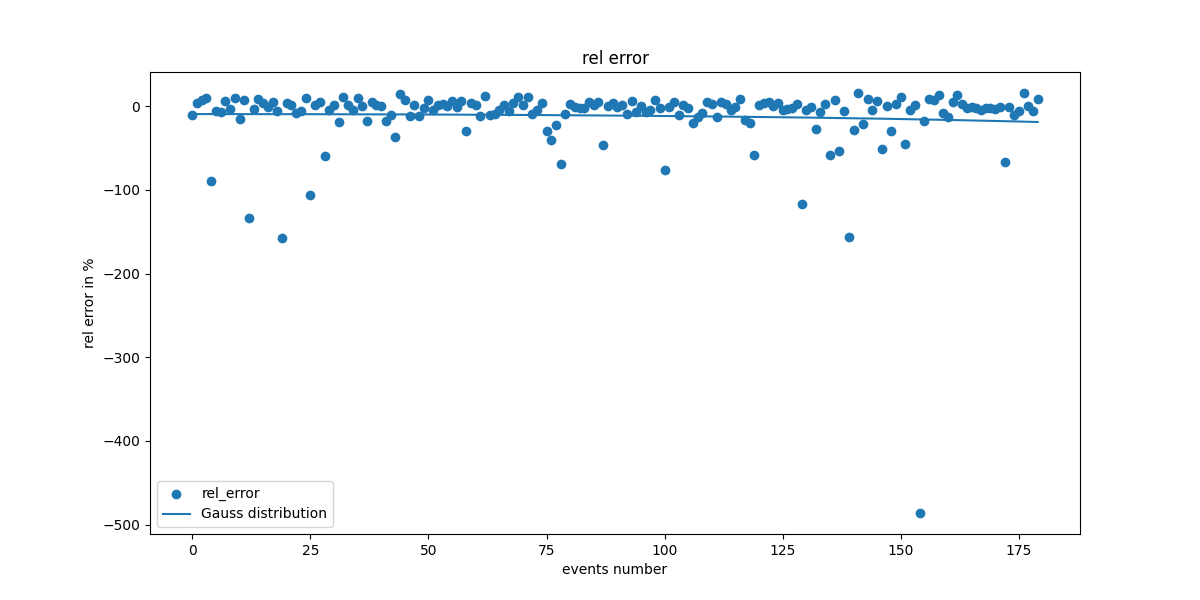 rel error
0
−100
−200
−300
−400
−500
rel error in %
rel_error
Gauss distribution
0 25 50 75 100 125 150 175
events number